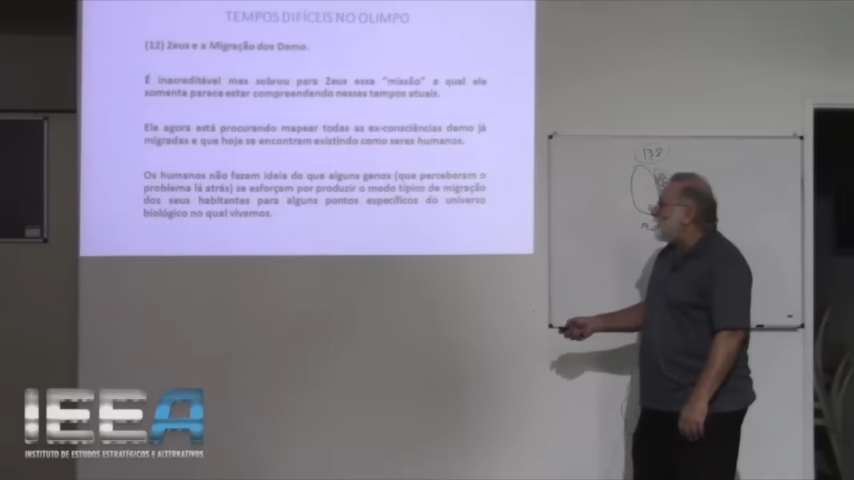 TEMPOS DIFÍCEIS NO OLIMPO
(12) Zeus e a Migração dos Demo.
É inacreditável mas sobrou para Zeus essa “missão” a qual ele
somente parece estar compreendendo nesses tempos atuais.
Ele agora está procurando mapear todas as ex-consciências demo já
migradas e que hoje se encontram existindo como seres humanos.
Os humanos não fazem ideia do que alguns genos (que perceberam o
problema lá atrás) se esforçam por produzir o modo típico de migração
dos seus habitantes para alguns pontos específicos do universo
biológico no qual vivemos.
IEEA
INSTITUTO DE ESTUDOS ESTRATÉGICOS E ALTERNATIVOS